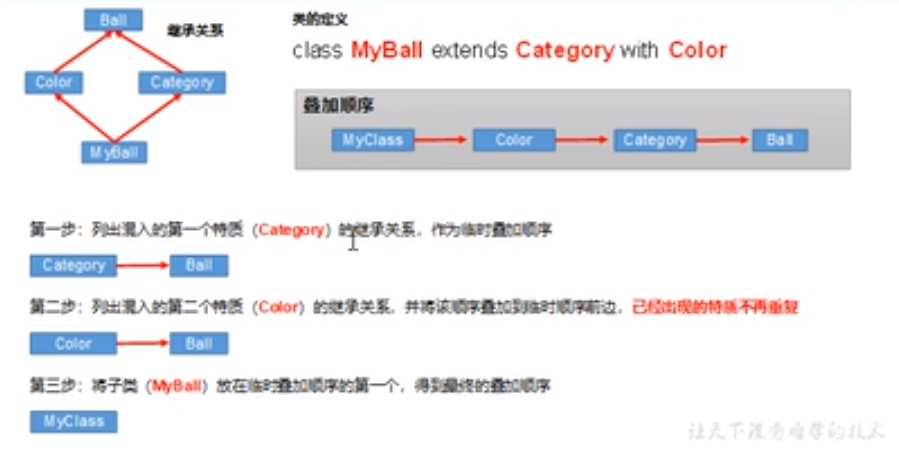 Ball
继承关系
Color
Category
MyBall
类的定义
class MyBall extends Category with Color
叠加顺序
MyClass
Color
Category
Ball
第一步：列出混入的第一个特质（Category）的继承关系，作为临时叠加顺序
Category
Ball
第二步：列出混入的第二个特质（Color）的继承关系，并将该顺序叠加到临时顺序前边，已经出现的特质不再重复
Color
Ball
第三步：将子类（MyBall）放在临时叠加顺序的第一个，得到最终的叠加顺序
MyClass
让天下没有难学的技术